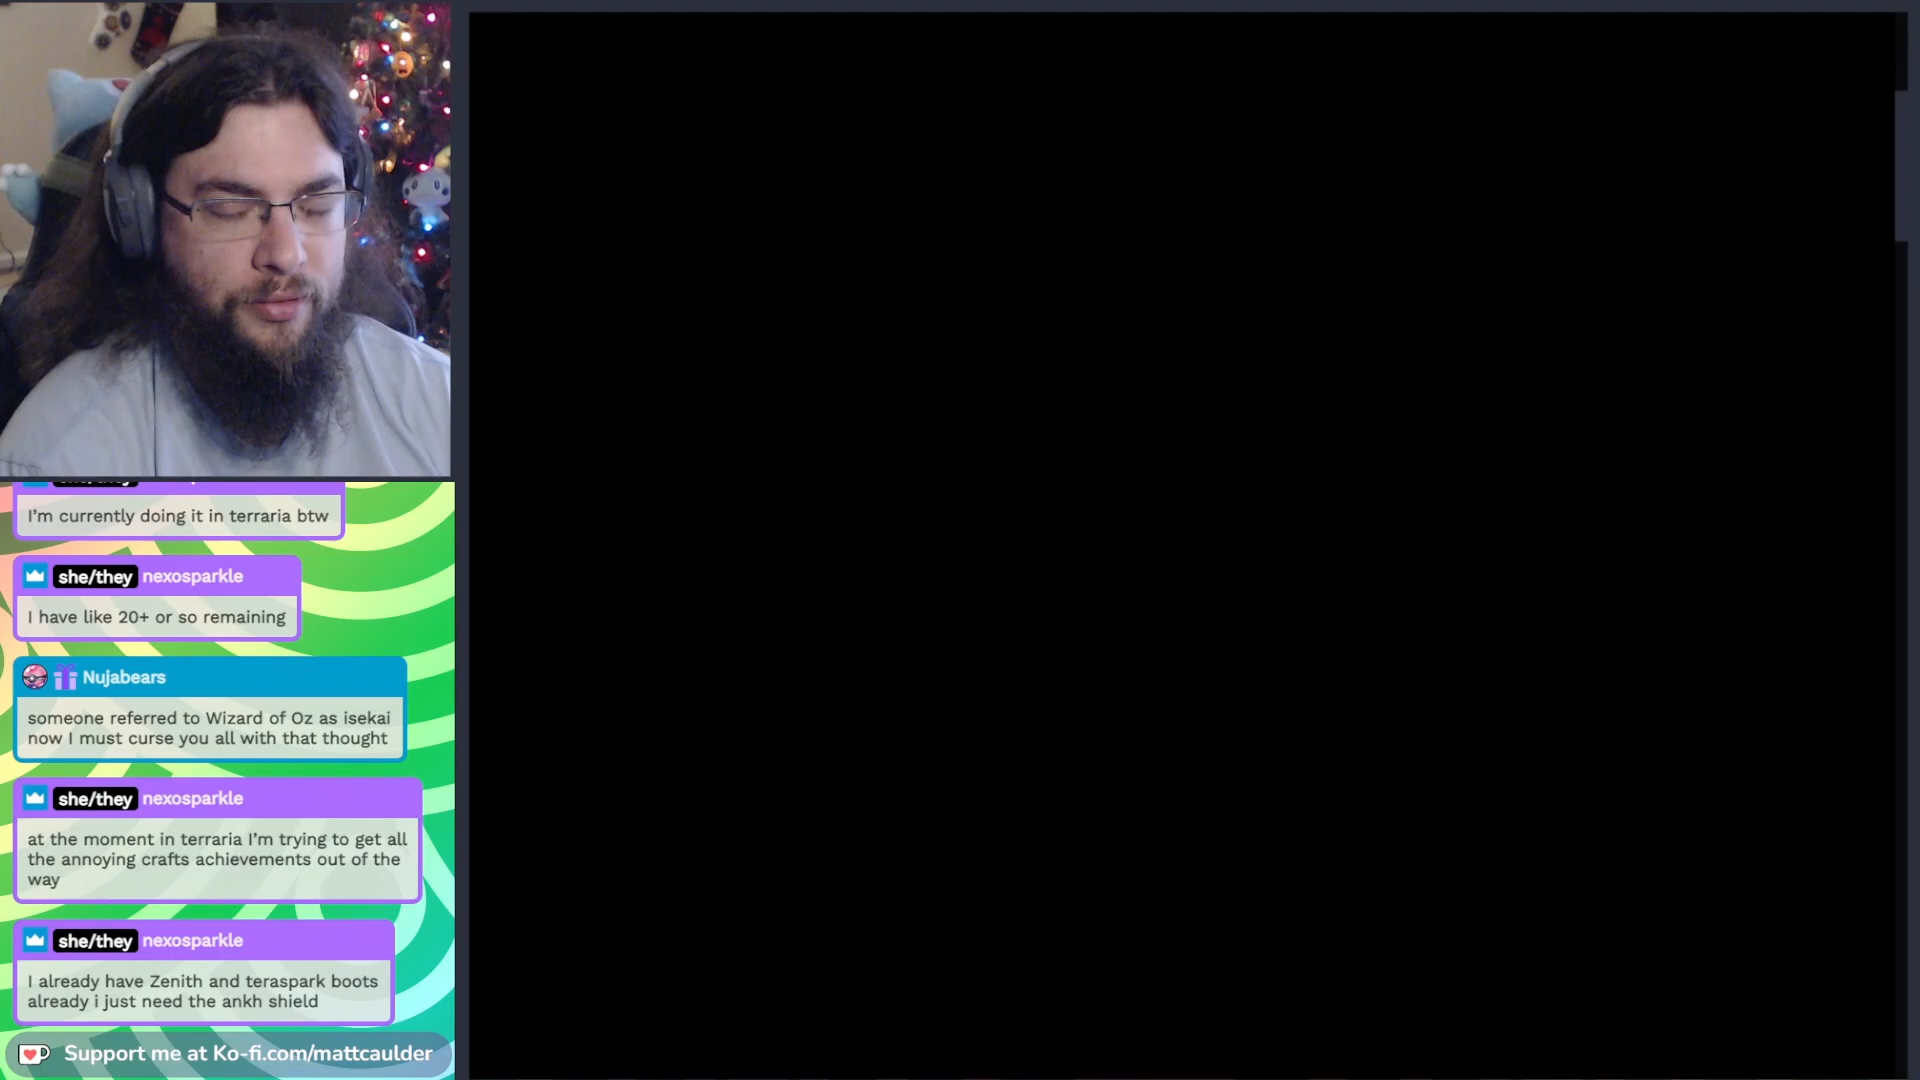 I'm currently doing it in terraria btw
she/they nexosparkle
I have like 20+ or so remaining
Nujabears
someone referred to Wizard of Oz as isekai
now I must curse you all with that thought
she/they nexosparkle
at the moment in terraria I'm trying to get all
the annoying crafts achievements out of the
way
she/they nexosparkle
I already have Zenith and teraspark boots
already i just need the ankh shield
Support me at Ko-fi.com/mattcaulder